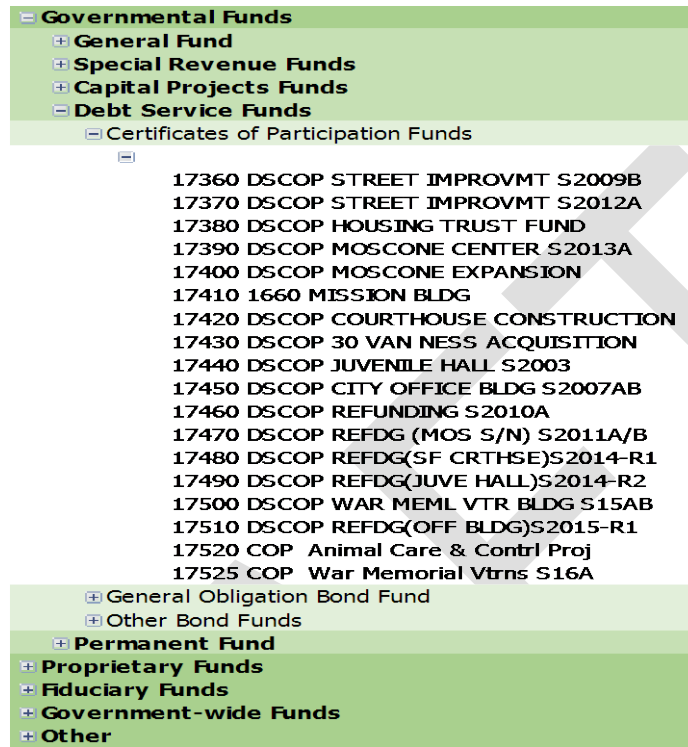 Governmental Funds
General Fund
Special Revenue Funds
Capital Projects Funds
Debt Service Funds
Certificates of Participation Funds
17360 DSCOP STREET IMPROVMT S2009B
17370 DSCOP STREET IMPROVMT S2012A
17380 DSCOP HOUSING TRUST FUND
17390 DSCOP MOSCONE CENTER S2013A
17400 DSCOP MOSCONE EXPANSION
17410 1660 MISSION BLDG
17420 DSCOP COURTHOUSE CONSTRUCTION
17430 DSCOP 30 VAN NESS ACQUISITION
17440 DSCOP JUVENILE HALL S2003
17450 DSCOP CITY OFFICE BLDG S2007AB
17460 DSCOP REFUNDING S2010A
17470 DSCOP REFDG (MOS S/N) S2011A/B
17480 DSCOP REFDG(SF CRTHSE)S2014-R1
17490 DSCOP REFDG(JUVE HALL)S2014-R2
17500 DSCOP WAR MEML VTR BLDG S15AB
17510 DSCOP REFDG(OFF BLDG)S2015-R1
17520 COP  Animal Care & Contrl Proj
17525 COP  War Memorial Vtrns S16A
General Obligation Bond Fund
Other Bond Funds
Permanent Fund
Proprietary Funds
Fiduciary Funds
Government-wide Funds
Other